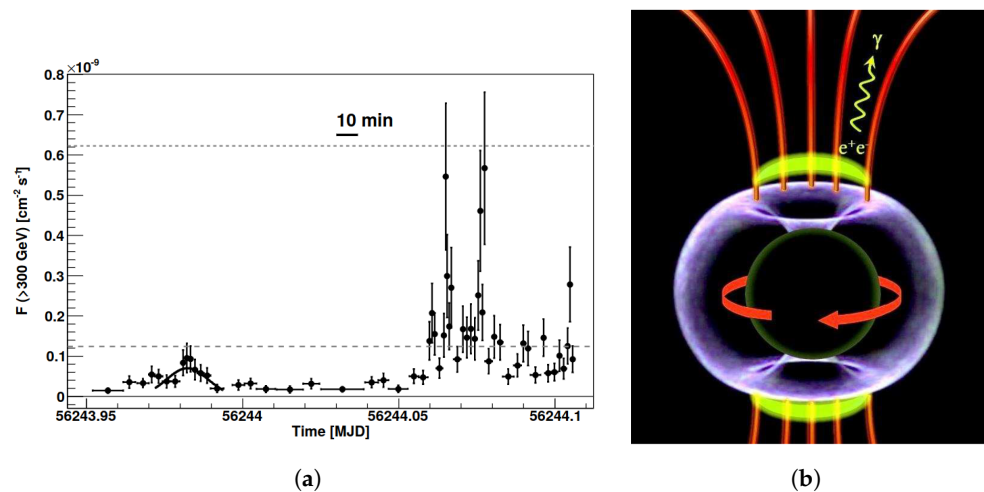 ×10⁻⁹
0.8
0.7
0.6
0.5
0.4
0.3
0.2
0.1
0
F (>300 GeV) [cm⁻² s⁻¹]
10 min
56243.95
56244
56244.05
56244.1
Time [MJD]
(a)
γ
e⁺e⁻
(b)